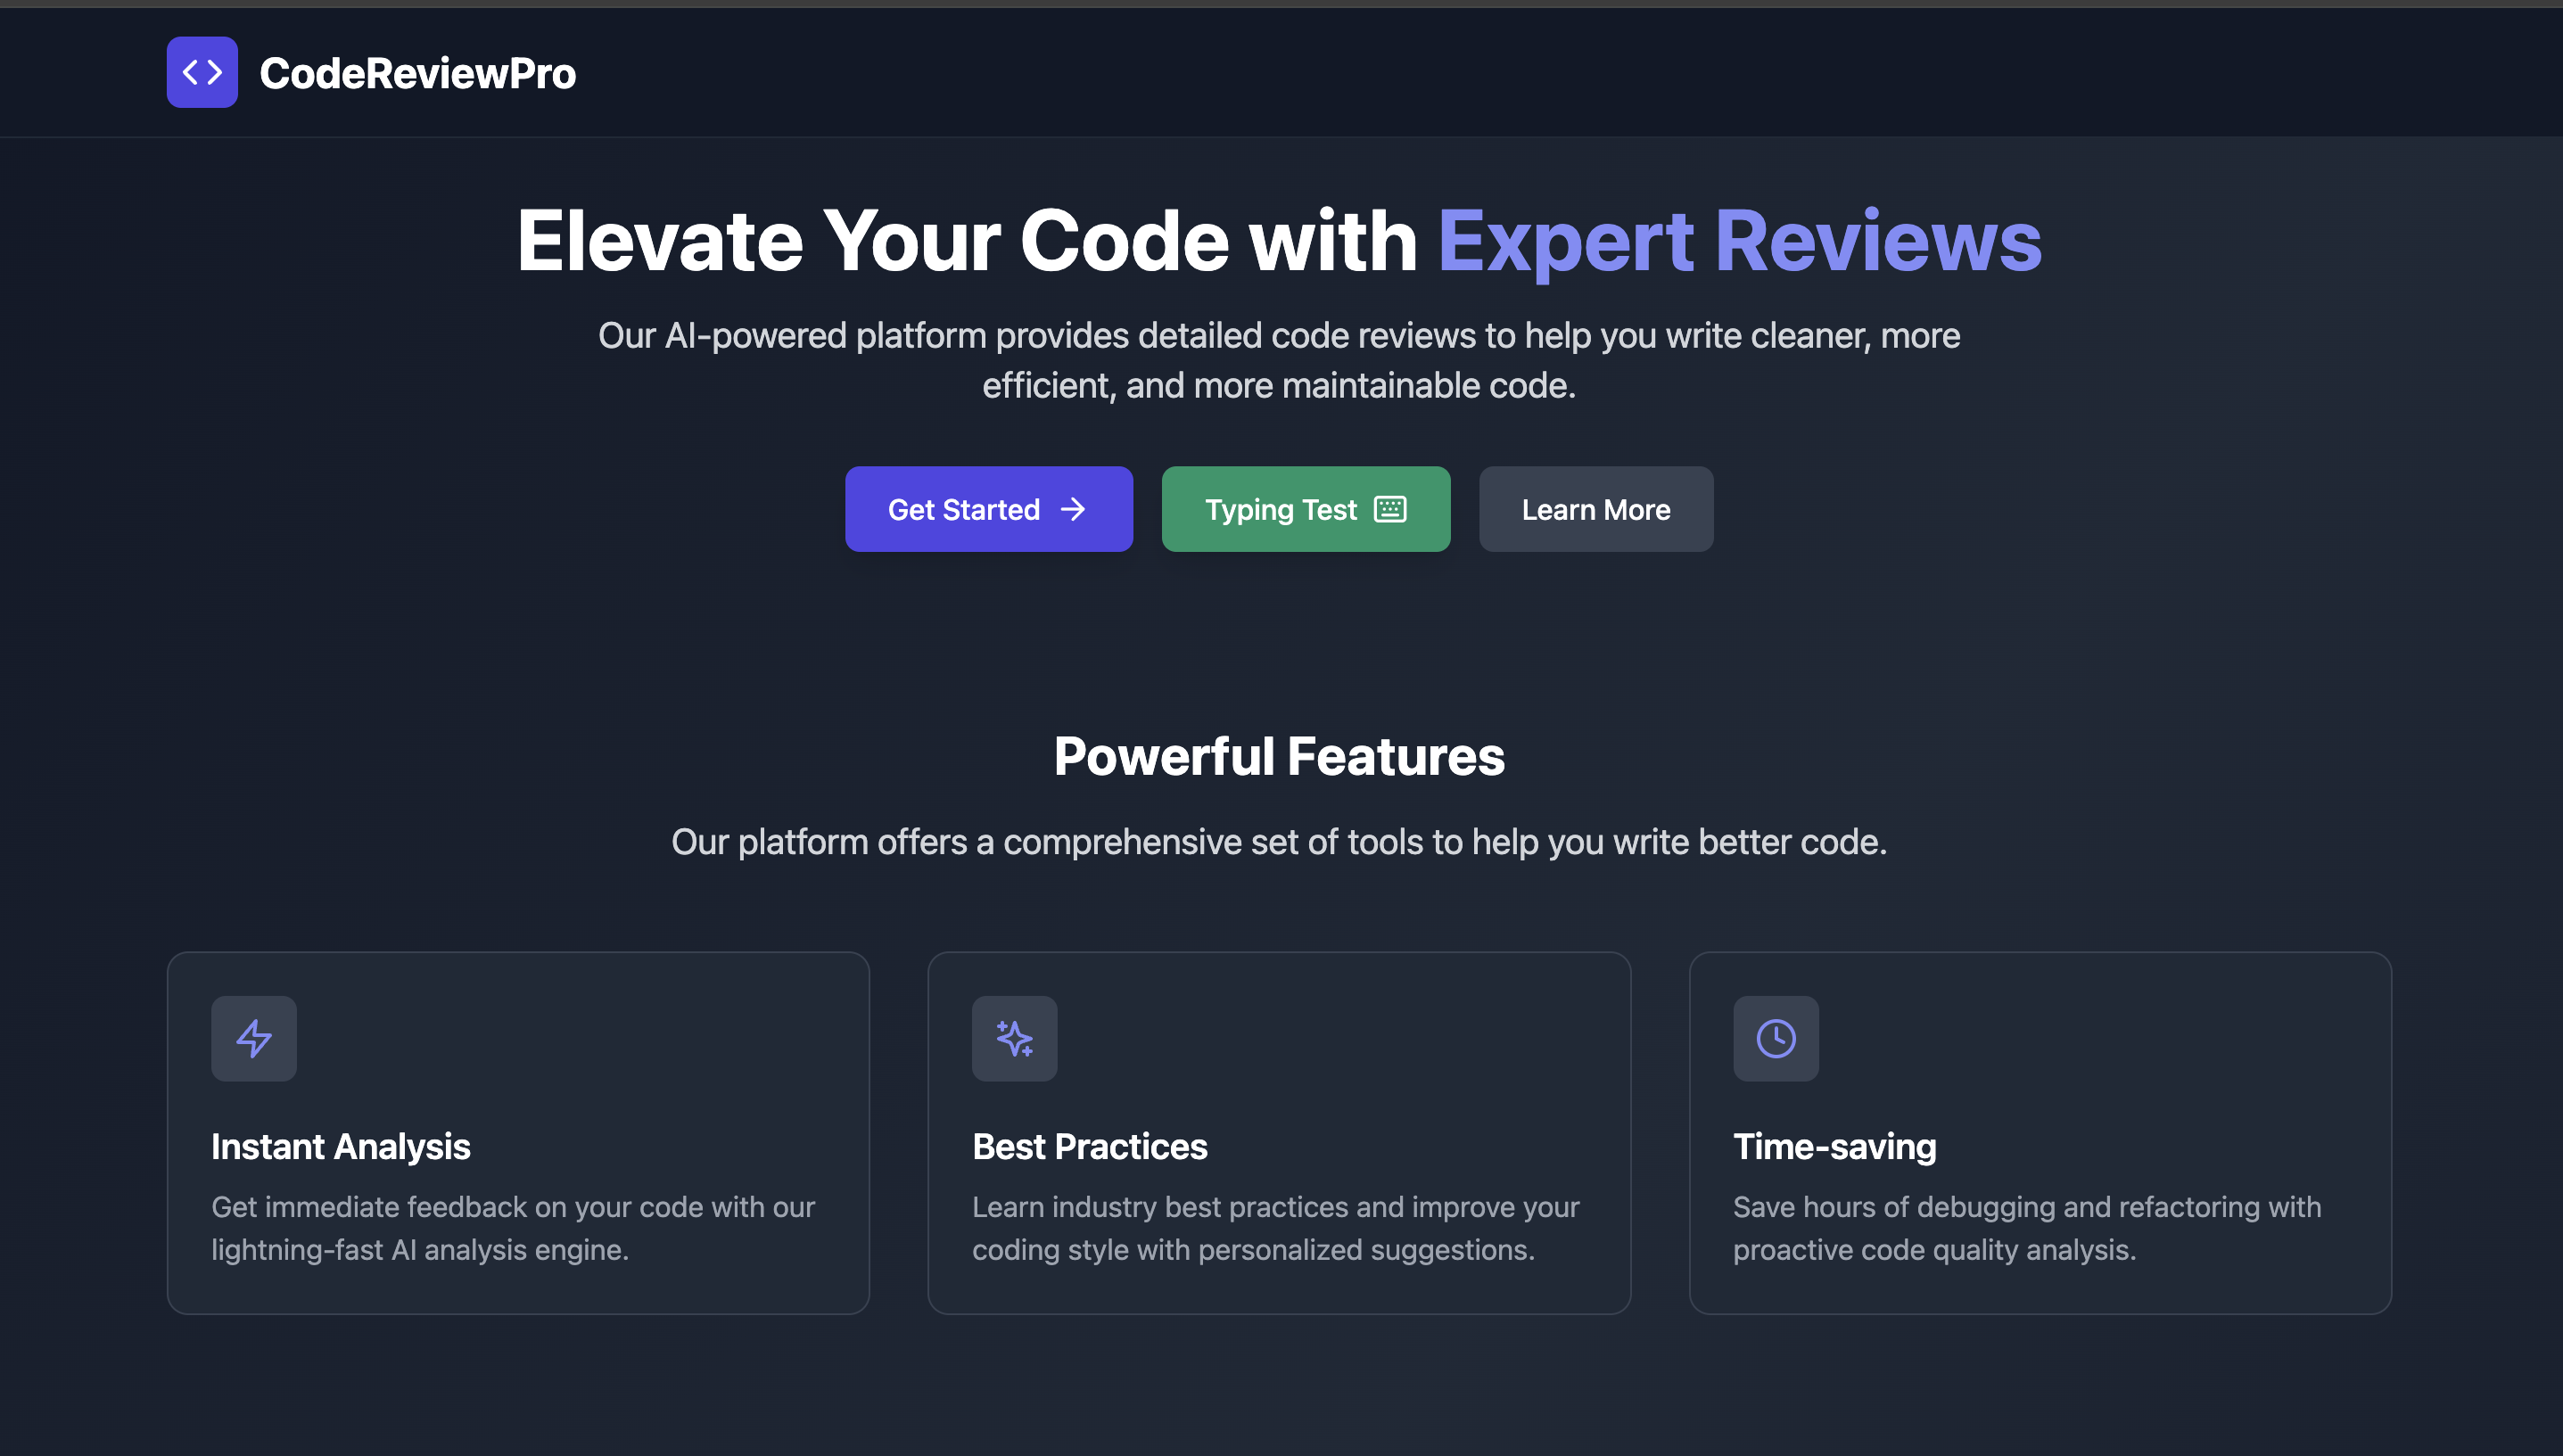 CodeReviewPro
Elevate Your Code with Expert Reviews
Our AI-powered platform provides detailed code reviews to help you write cleaner, more
efficient, and more maintainable code.
Get Started
Typing Test
Learn More
Powerful Features
Our platform offers a comprehensive set of tools to help you write better code.
Instant Analysis
Get immediate feedback on your code with our
lightning-fast AI analysis engine.
Best Practices
Learn industry best practices and improve your
coding style with personalized suggestions.
Time-saving
Save hours of debugging and refactoring with
proactive code quality analysis.